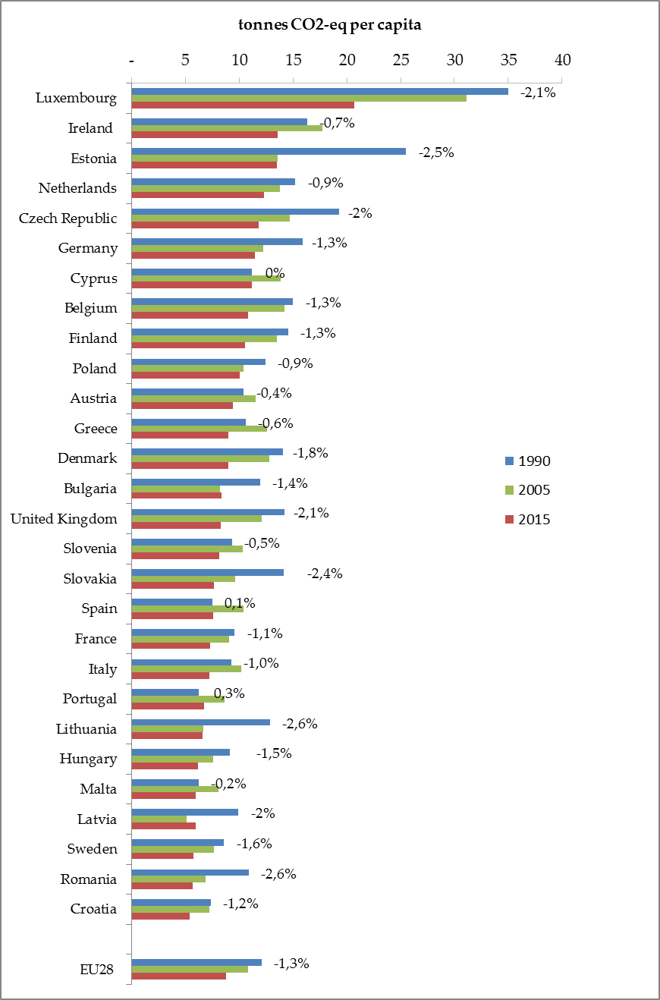 tonnes CO2-eq per capita
- 5 10 15 20 25 30 35 40
Luxembourg -2,1%
Ireland -0,7%
Estonia -2,5%
Netherlands -0,9%
Czech Republic -2%
Germany -1,3%
Cyprus 0%
Belgium -1,3%
Finland -1,3%
Poland -0,9%
Austria -0,4%
Greece -0,6%
Denmark -1,8%
Bulgaria -1,4%
United Kingdom -2,1%
Slovenia -0,5%
Slovakia -2,4%
Spain 0,1%
France -1,1%
Italy -1,0%
Portugal 0,3%
Lithuania -2,6%
Hungary -1,5%
Malta -0,2%
Latvia -2%
Sweden -1,6%
Romania -2,6%
Croatia -1,2%
EU28 -1,3%
1990
2005
2015